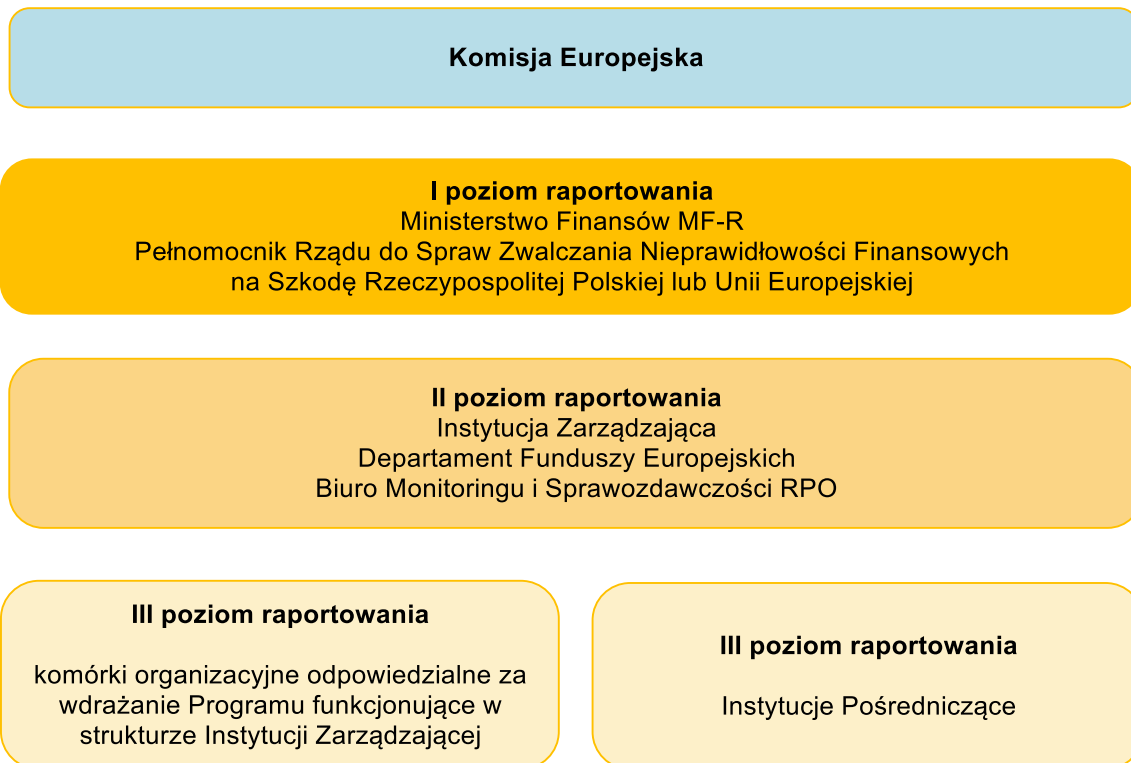 Komisja Europejska
I poziom raportowania
Ministerstwo Finansów MF-R
Pełnomocnik Rządu do Spraw Zwalczania Nieprawidłowości Finansowych
na Szkodę Rzeczypospolitej Polskiej lub Unii Europejskiej
II poziom raportowania
Instytucja Zarządzająca
Departament Funduszy Europejskich
Biuro Monitoringu i Sprawozdawczości RPO
III poziom raportowania
komórki organizacyjne odpowiedzialne za
wdrażanie Programu funkcjonujące w
strukturze Instytucji Zarządzającej
III poziom raportowania
Instytucje Pośredniczące